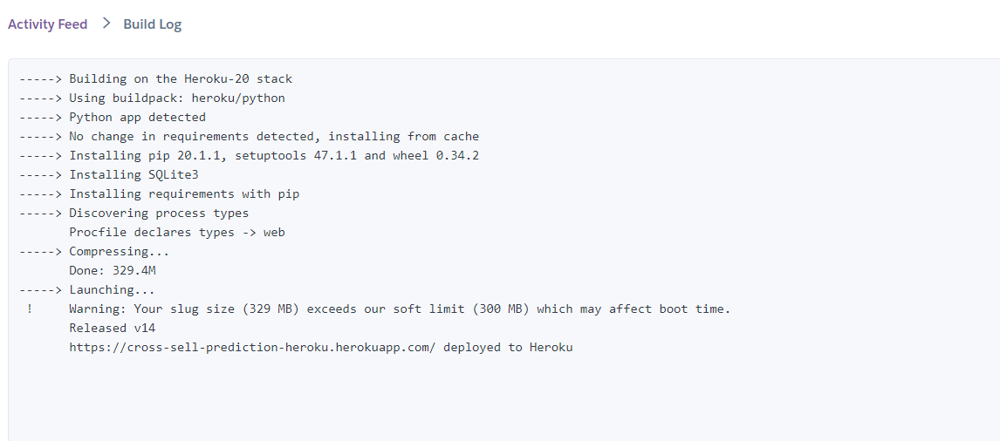 Activity Feed > Build Log
-----> Building on the Heroku-20 stack
-----> Using buildpack: heroku/python
-----> Python app detected
-----> No change in requirements detected, installing from cache
-----> Installing pip 20.1.1, setuptools 47.1.1 and wheel 0.34.2
-----> Installing SQLite3
-----> Installing requirements with pip
-----> Discovering process types
Procfile declares types -> web
-----> Compressing...
Done: 329.4M
-----> Launching...
! Warning: Your slug size (329 MB) exceeds our soft limit (300 MB) which may affect boot time.
Released v14
https://cross-sell-prediction-heroku.herokuapp.com/ deployed to Heroku